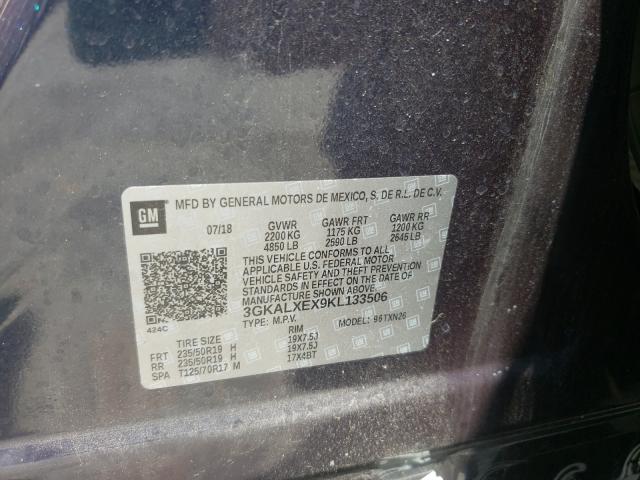 GM
MFD BY GENERAL MOTORS DE MEXICO, S. DE R.L. DE C.V.
07/18 GVWR GAWR FRT GAWR RR
2200 KG 1175 KG 1200 KG
4850 LB 2590 LB 2645 LB
THIS VEHICLE CONFORMS TO ALL
APPLICABLE U.S. FEDERAL MOTOR
VEHICLE SAFETY AND THEFT PREVENTION
STANDARDS IN EFFECT ON THE DATE OF
MANUFACTURE SHOWN ABOVE.
3GKALXEX9KL133506
424C TYPE: M.P.V. MODEL: 96TXN26
TIRE SIZE RIM
FRT 235/50R19 H 19X7.5J
RR 235/50R19 H 19X7.5J
SPA T125/70R17 M 17X4BT